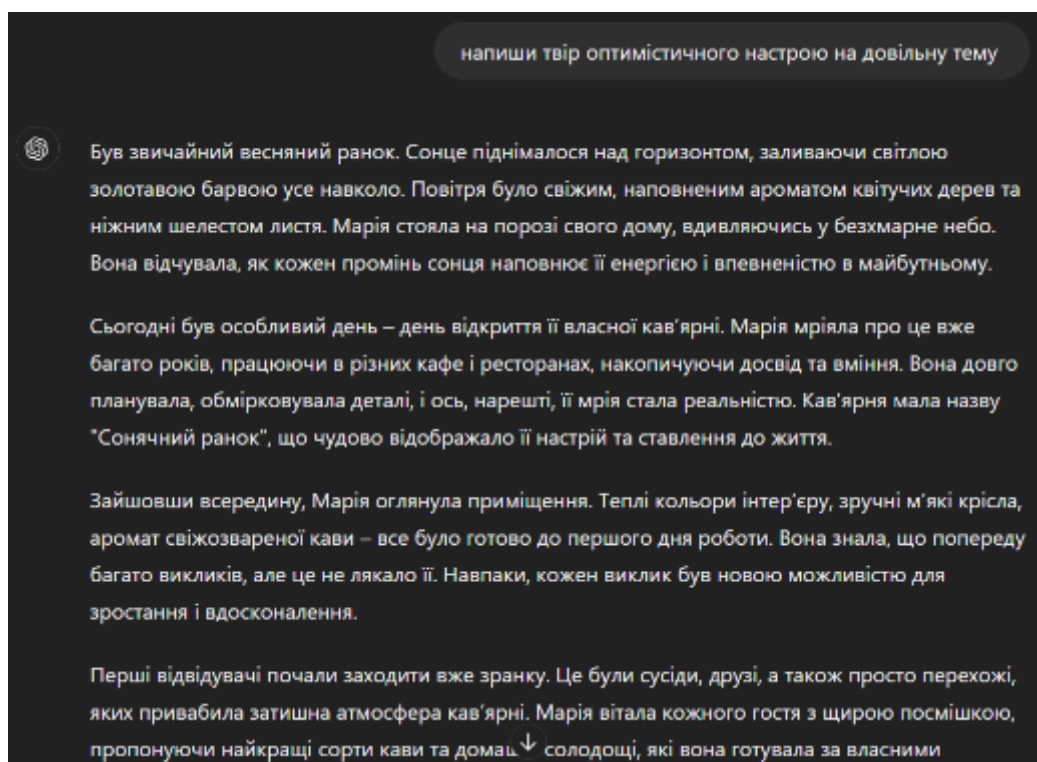 напиши твір оптимістичного настрою на довільну тему
Був звичайний весняний ранок. Сонце піднімалося над горизонтом, заливаючи світлою
золотавою барвою усе навколо. Повітря було свіжим, наповненим ароматом квітучих дерев та
ніжним шелестом листя. Марія стояла на порозі свого дому, вдивляючись у безхмарне небо.
Вона відчувала, як кожен промінь сонця наповнює її енергією і впевненістю в майбутньому.
Сьогодні був особливий день – день відкриття її власної кав'ярні. Марія мріяла про це вже
багато років, працюючи в різних кафе і ресторанах, накопичуючи досвід та вміння. Вона довго
планувала, обмірковувала деталі, і ось, нарешті, її мрія стала реальністю. Кав'ярня мала назву
"Сонячний ранок", що чудово відображало її настрій та ставлення до життя.
Зайшовши всередину, Марія оглянула приміщення. Теплі кольори інтер'єру, зручні м'які крісла,
аромат свіжозвареної кави – все було готово до першого дня роботи. Вона знала, що попереду
багато викликів, але це не лякало її. Навпаки, кожен виклик був новою можливістю для
зростання і вдосконалення.
Перші відвідувачі почали заходити вже зранку. Це були сусіди, друзі, а також просто перехожі,
яких привабила затишна атмосфера кав'ярні. Марія вітала кожного гостя з щирою посмішкою,
пропонуючи найкращі сорти кави та солодощі, які вона готувала за власними